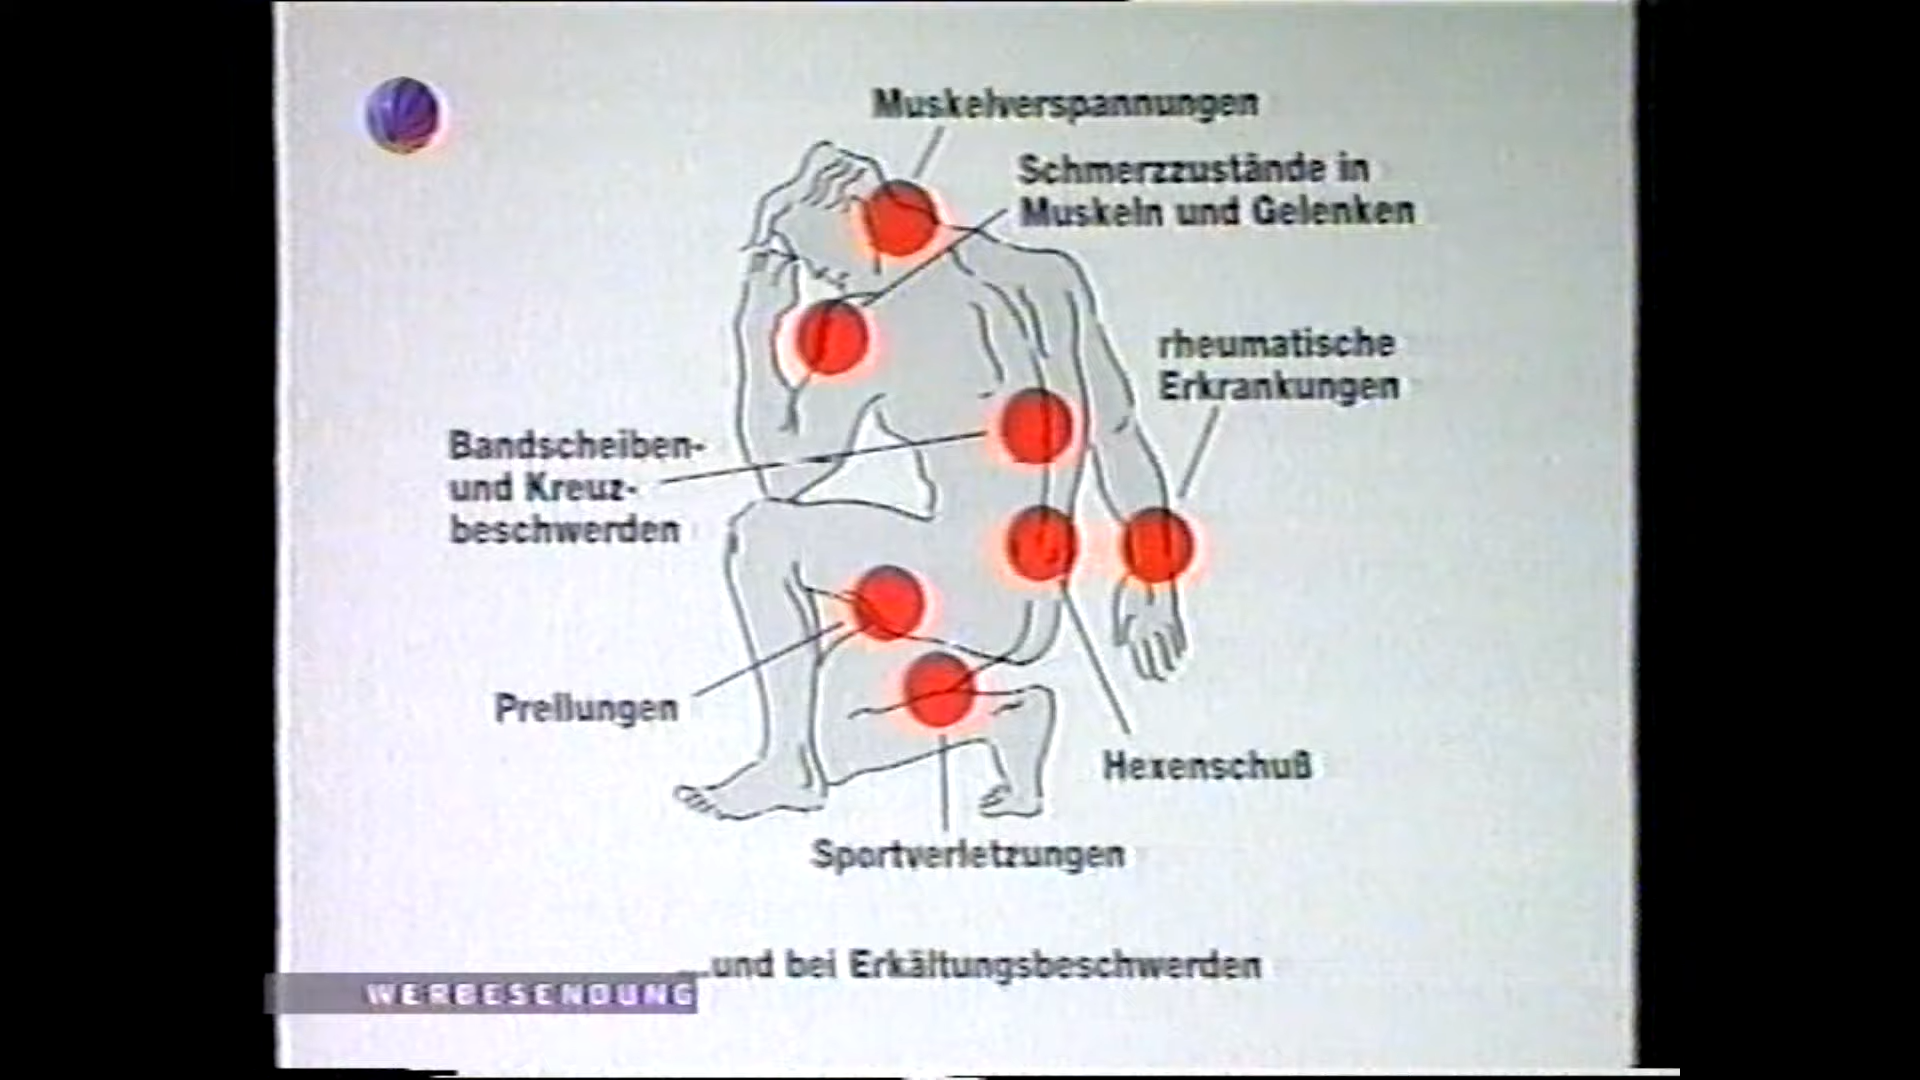 Muskelverspannungen
Schmerzzustände in
Muskeln und Gelenken
rheumatische
Erkrankungen
Bandscheiben-
und Kreuz-
beschwerden
Prellungen
Hexenschuß
Sportverletzungen
...und bei Erkältungsbeschwerden
WERBESENDUNG